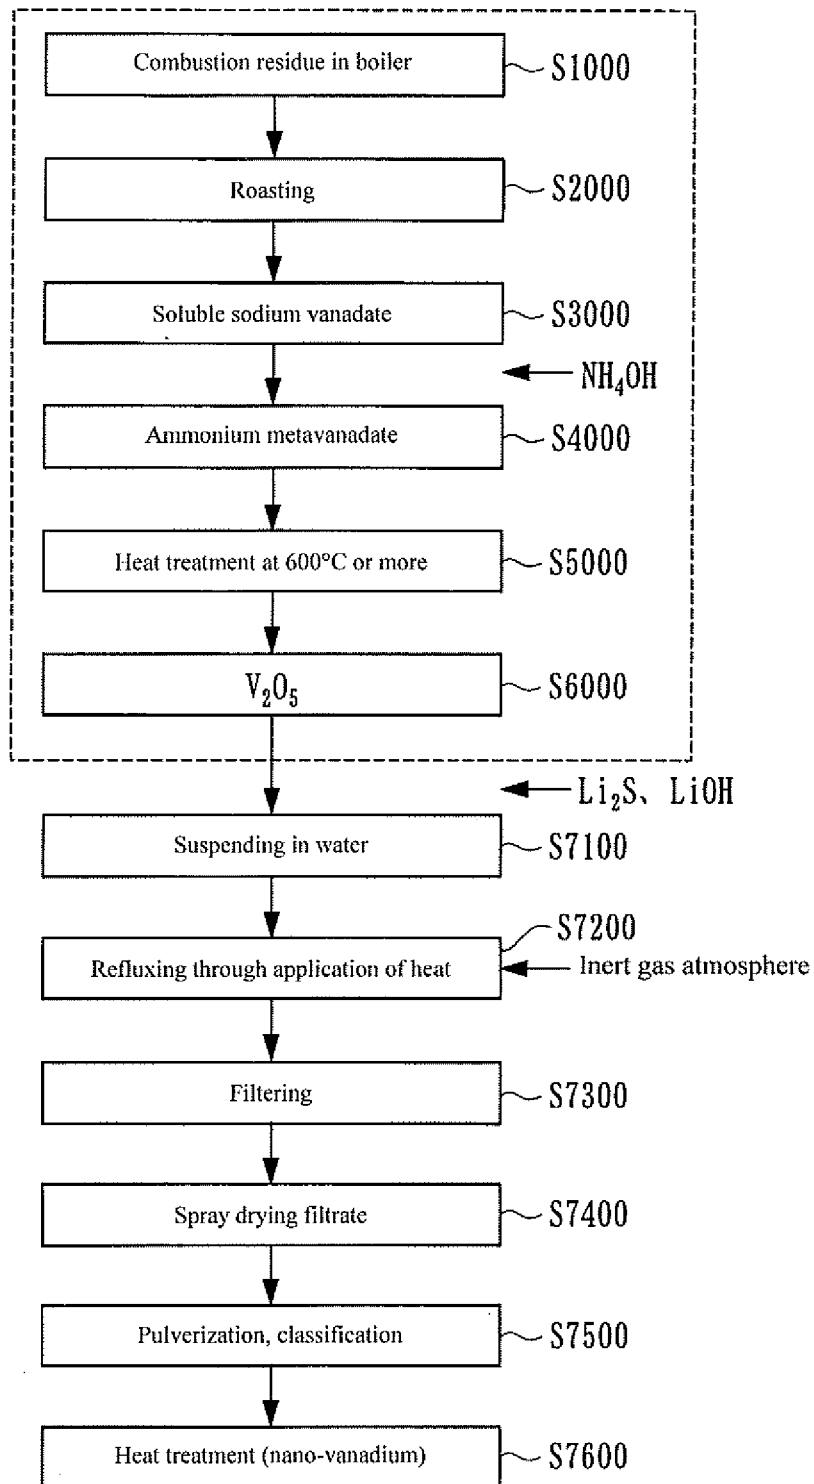 Combustion residue in boiler S1000
Roasting S2000
Soluble sodium vanadate S3000
NH₄OH
Ammonium metavanadate S4000
Heat treatment at 600°C or more S5000
V₂O₅ S6000
Li₂S、LiOH
Suspending in water S7100
S7200
Refluxing through application of heat Inert gas atmosphere
Filtering S7300
Spray drying filtrate S7400
Pulverization, classification S7500
Heat treatment (nano-vanadium) S7600